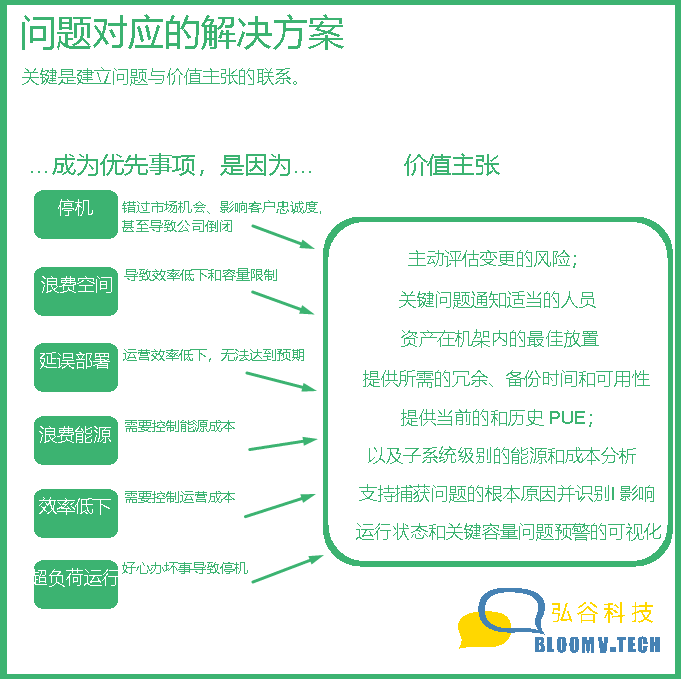 问题对应的解决方案
关键是建立问题与价值主张的联系。
...成为优先事项，是因为...
价值主张
停机
错过市场机会、影响客户忠诚度,
甚至导致公司倒闭
浪费空间
导致效率低下和容量限制
延误部署
运营效率低下，无法达到预期
浪费能源
需要控制能源成本
效率低下
需要控制运营成本
超负荷运行
好心办坏事导致停机
主动评估变更的风险；
关键问题通知适当的人员
资产在机架内的最佳放置
提供所需的冗余、备份时间和可用性
提供当前的和历史 PUE；
以及子系统级别的能源和成本分析
支持捕获问题的根本原因并识别I 影响
运行状态和关键容量问题预警的可视化
弘谷科技
BLOOMV.TECH